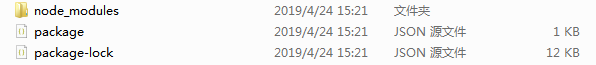 node_modules 2019/4/24 15:21 文件夹
package 2019/4/24 15:21 JSON 源文件 1 KB
package-lock 2019/4/24 15:21 JSON 源文件 12 KB